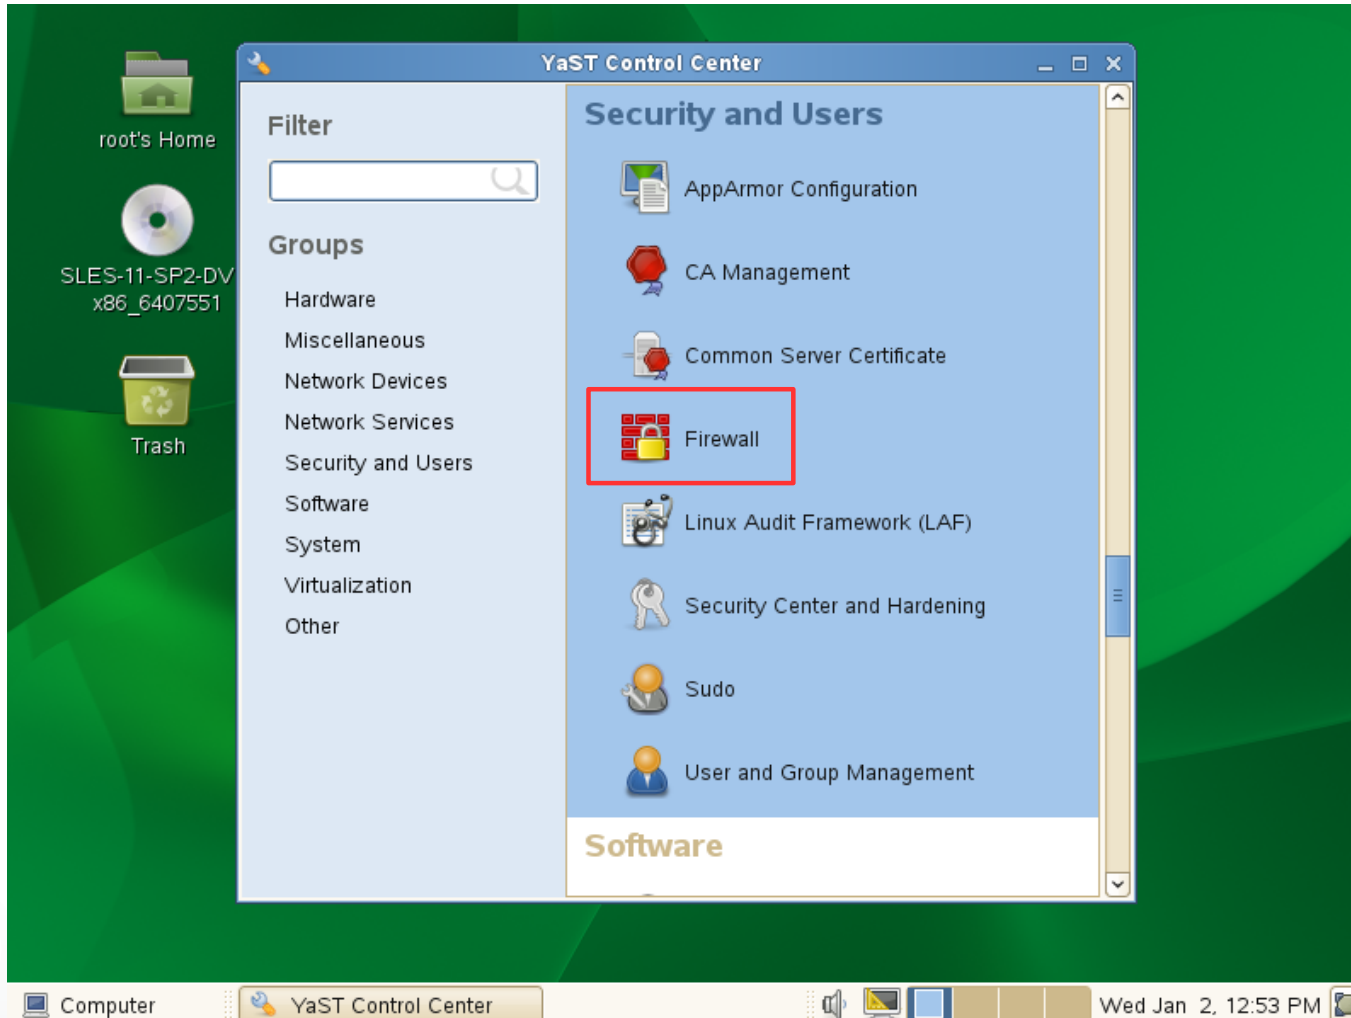 YaST Control Center
root's Home
SLES-11-SP2-DV
x86_6407551
Trash
Filter
Groups
Hardware
Miscellaneous
Network Devices
Network Services
Security and Users
Software
System
Virtualization
Other
Security and Users
AppArmor Configuration
CA Management
Common Server Certificate
Firewall
Linux Audit Framework (LAF)
Security Center and Hardening
Sudo
User and Group Management
Software
Computer
YaST Control Center
Wed Jan 2, 12:53 PM